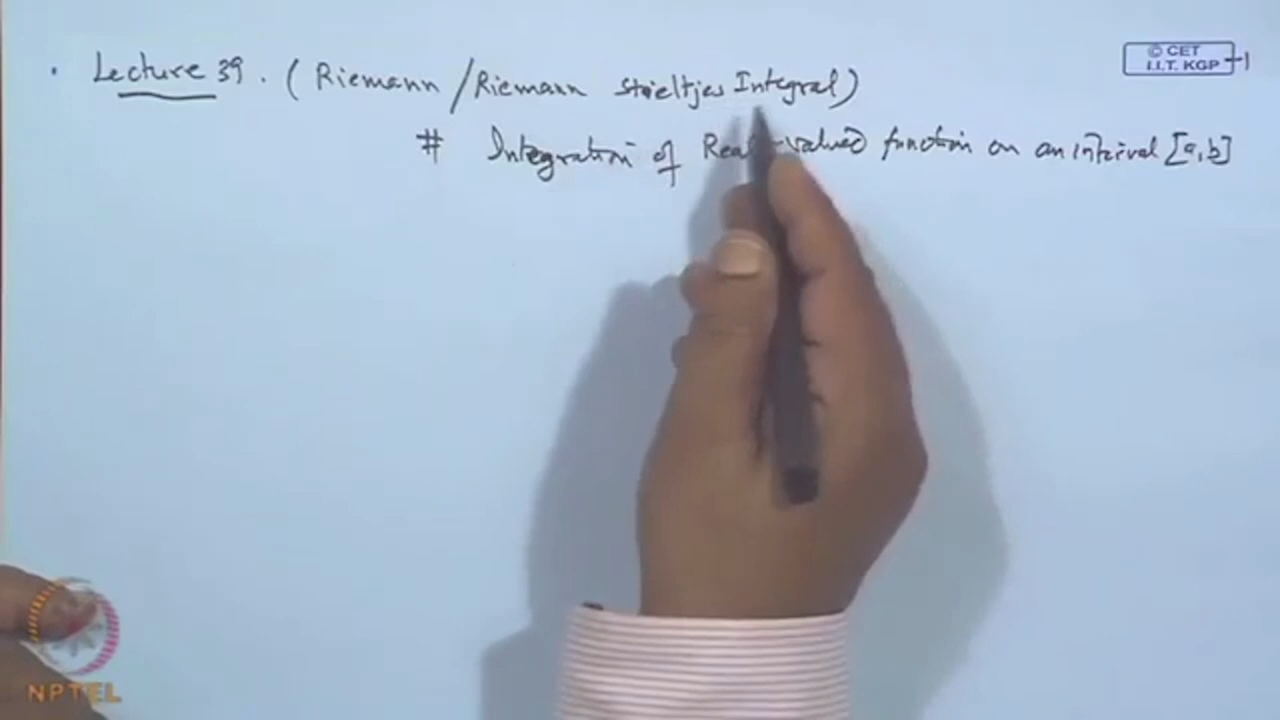 Lecture 39. (Riemann / Riemann Stieltjes Integral)
© CET
I.I.T. KGP
# Integration of Real-valued function on an interval [a,b]
NPTEL